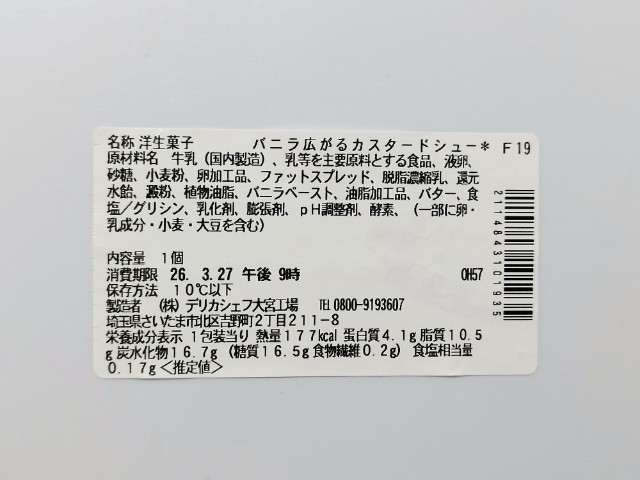 名称 洋生菓子 バニラ広がるカスタードシュー＊ F19
原材料名 牛乳（国内製造）、乳等を主要原料とする食品、液卵、
砂糖、小麦粉、卵加工品、ファットスプレッド、脱脂濃縮乳、還元
水飴、澱粉、植物油脂、バニラペースト、油脂加工品、バター、食
塩／グリシン、乳化剤、膨張剤、ｐＨ調整剤、酵素、（一部に卵・
乳成分・小麦・大豆を含む）
内容量 1個
消費期限 26. 3.27 午後 9時 0H57
保存方法 10℃以下
製造者 （株）デリカシェフ大宮工場 TEL 0800-9193607
埼玉県さいたま市北区吉野町2丁目211-8
栄養成分表示 1包装当り 熱量177kcal 蛋白質4.1g 脂質10.5
g 炭水化物16.7g （糖質16.5g 食物繊維0.2g） 食塩相当量
0.17g＜推定値＞
2114843101935